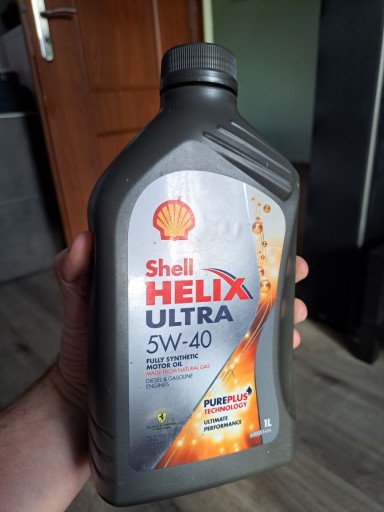 Shell
HELIX
ULTRA
5W-40
FULLY SYNTHETIC
MOTOR OIL
MADE FROM NATURAL GAS
DIESEL & GASOLINE
ENGINES
PUREPLUS
TECHNOLOGY
ULTIMATE
PERFORMANCE
1L